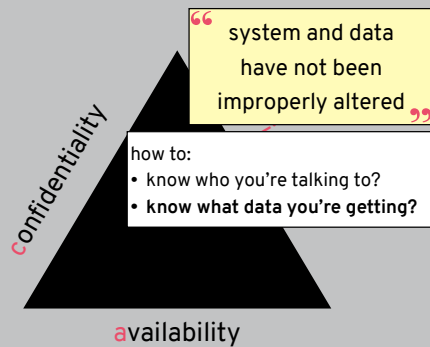 “ system and data
have not been
improperly altered ”
confidentiality
how to:
• know who you're talking to?
• know what data you're getting?
availability